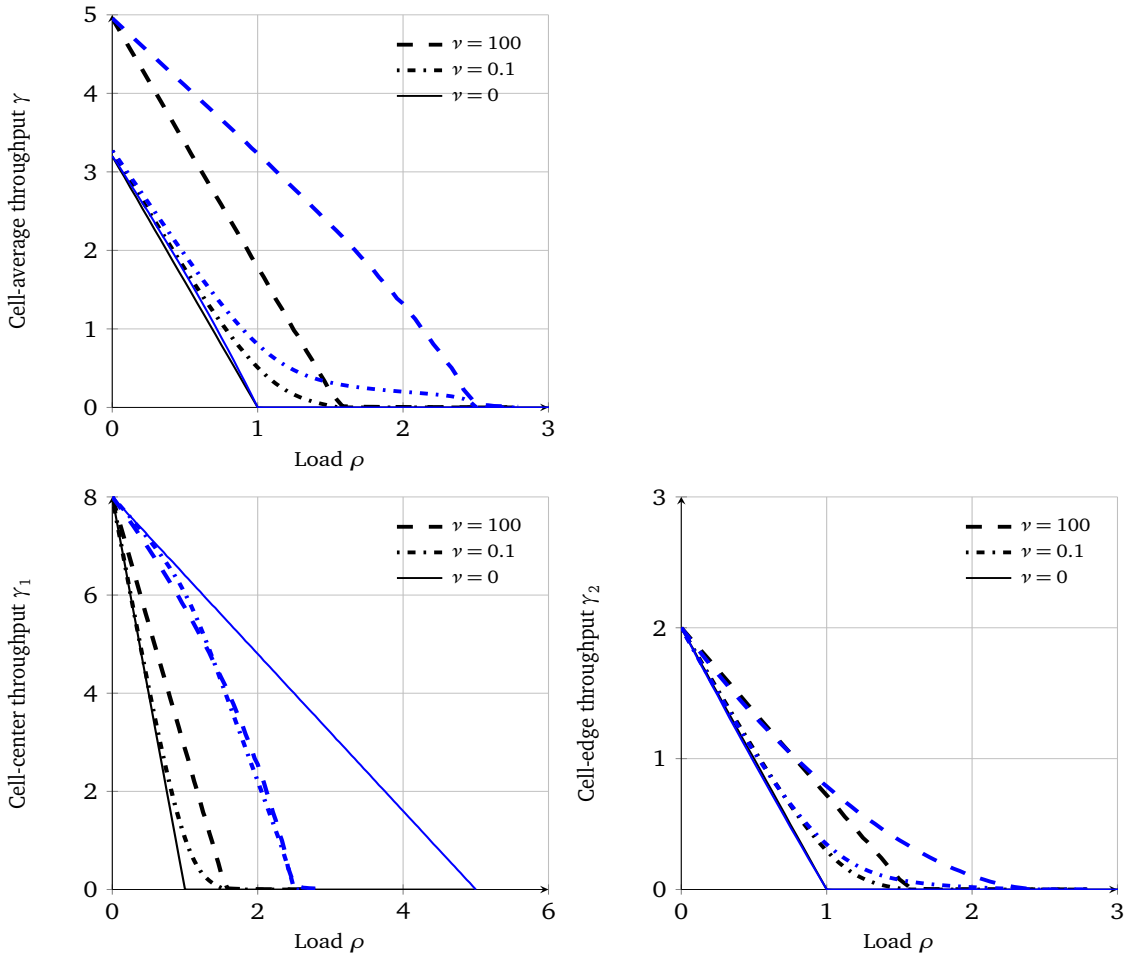 5
4
3
2
1
0
0 1 2 3
Load ρ
Cell-average throughput γ
ν = 100
ν = 0.1
ν = 0
8
6
4
2
0
0 2 4 6
Load ρ
Cell-center throughput γ₁
ν = 100
ν = 0.1
ν = 0
3
2
1
0
0 1 2 3
Load ρ
Cell-edge throughput γ₂
ν = 100
ν = 0.1
ν = 0